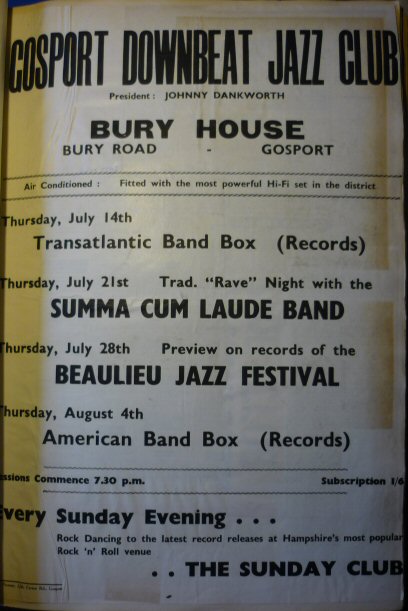 GOSPORT DOWNBEAT JAZZ CLUB
President : JOHNNY DANKWORTH
BURY HOUSE
BURY ROAD - GOSPORT
Air Conditioned : Fitted with the most powerful Hi-Fi set in the district
Thursday, July 14th
Transatlantic Band Box (Records)
Thursday, July 21st Trad. “Rave” Night with the
SUMMA CUM LAUDE BAND
Thursday, July 28th Preview on records of the
BEAULIEU JAZZ FESTIVAL
Thursday, August 4th
American Band Box (Records)
Sessions Commence 7.30 p.m. Subscription 1/6
Every Sunday Evening . . .
Rock Dancing to the latest record releases at Hampshire's most popular
Rock 'n' Roll venue
. . THE SUNDAY CLUB